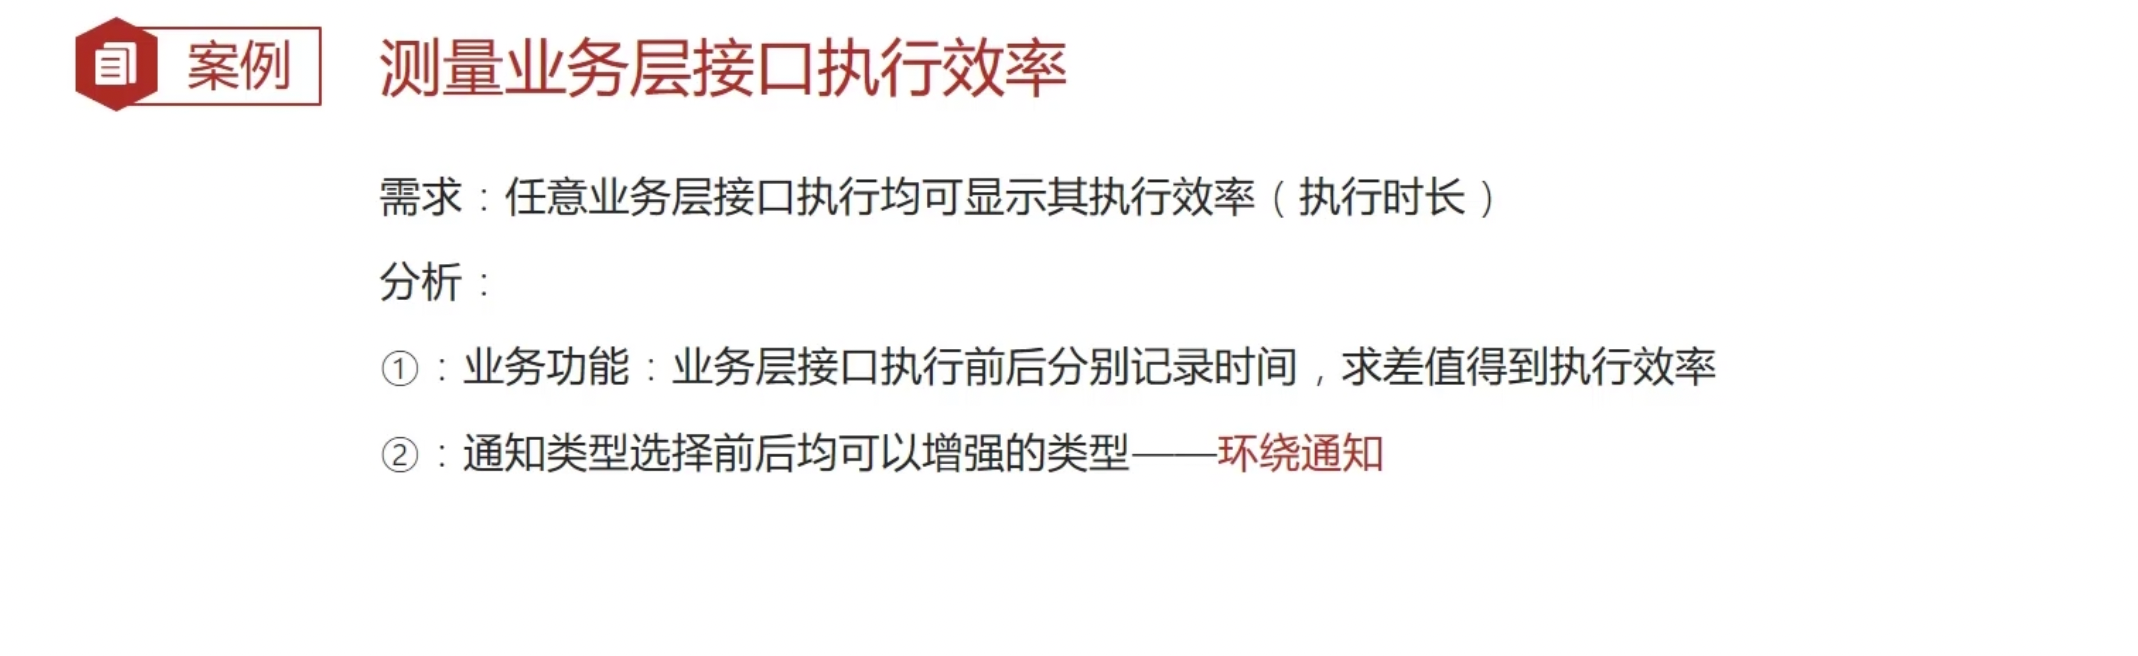 案例
测量业务层接口执行效率
需求：任意业务层接口执行均可显示其执行效率（执行时长）
分析：
①：业务功能：业务层接口执行前后分别记录时间，求差值得到执行效率
②：通知类型选择前后均可以增强的类型——环绕通知